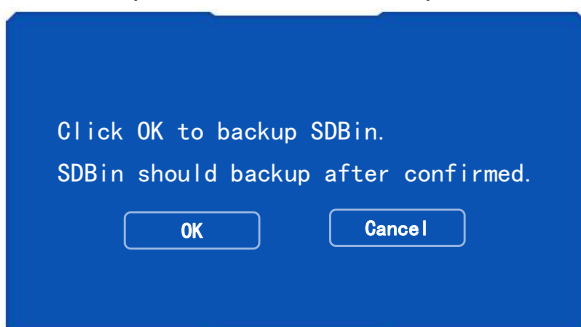 Click OK to backup SDBin.
SDBin should backup after confirmed.
OK
Cancel